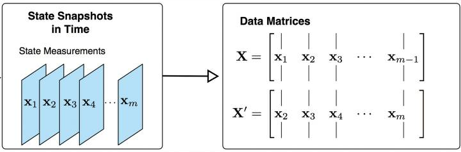 State Snapshots
in Time
State Measurements
x₁ x₂ x₃ x₄ ... xₘ
Data Matrices
X = [ x₁ x₂ x₃ ⋯ xₘ₋₁ ]
X′ = [ x₂ x₃ x₄ ⋯ xₘ ]